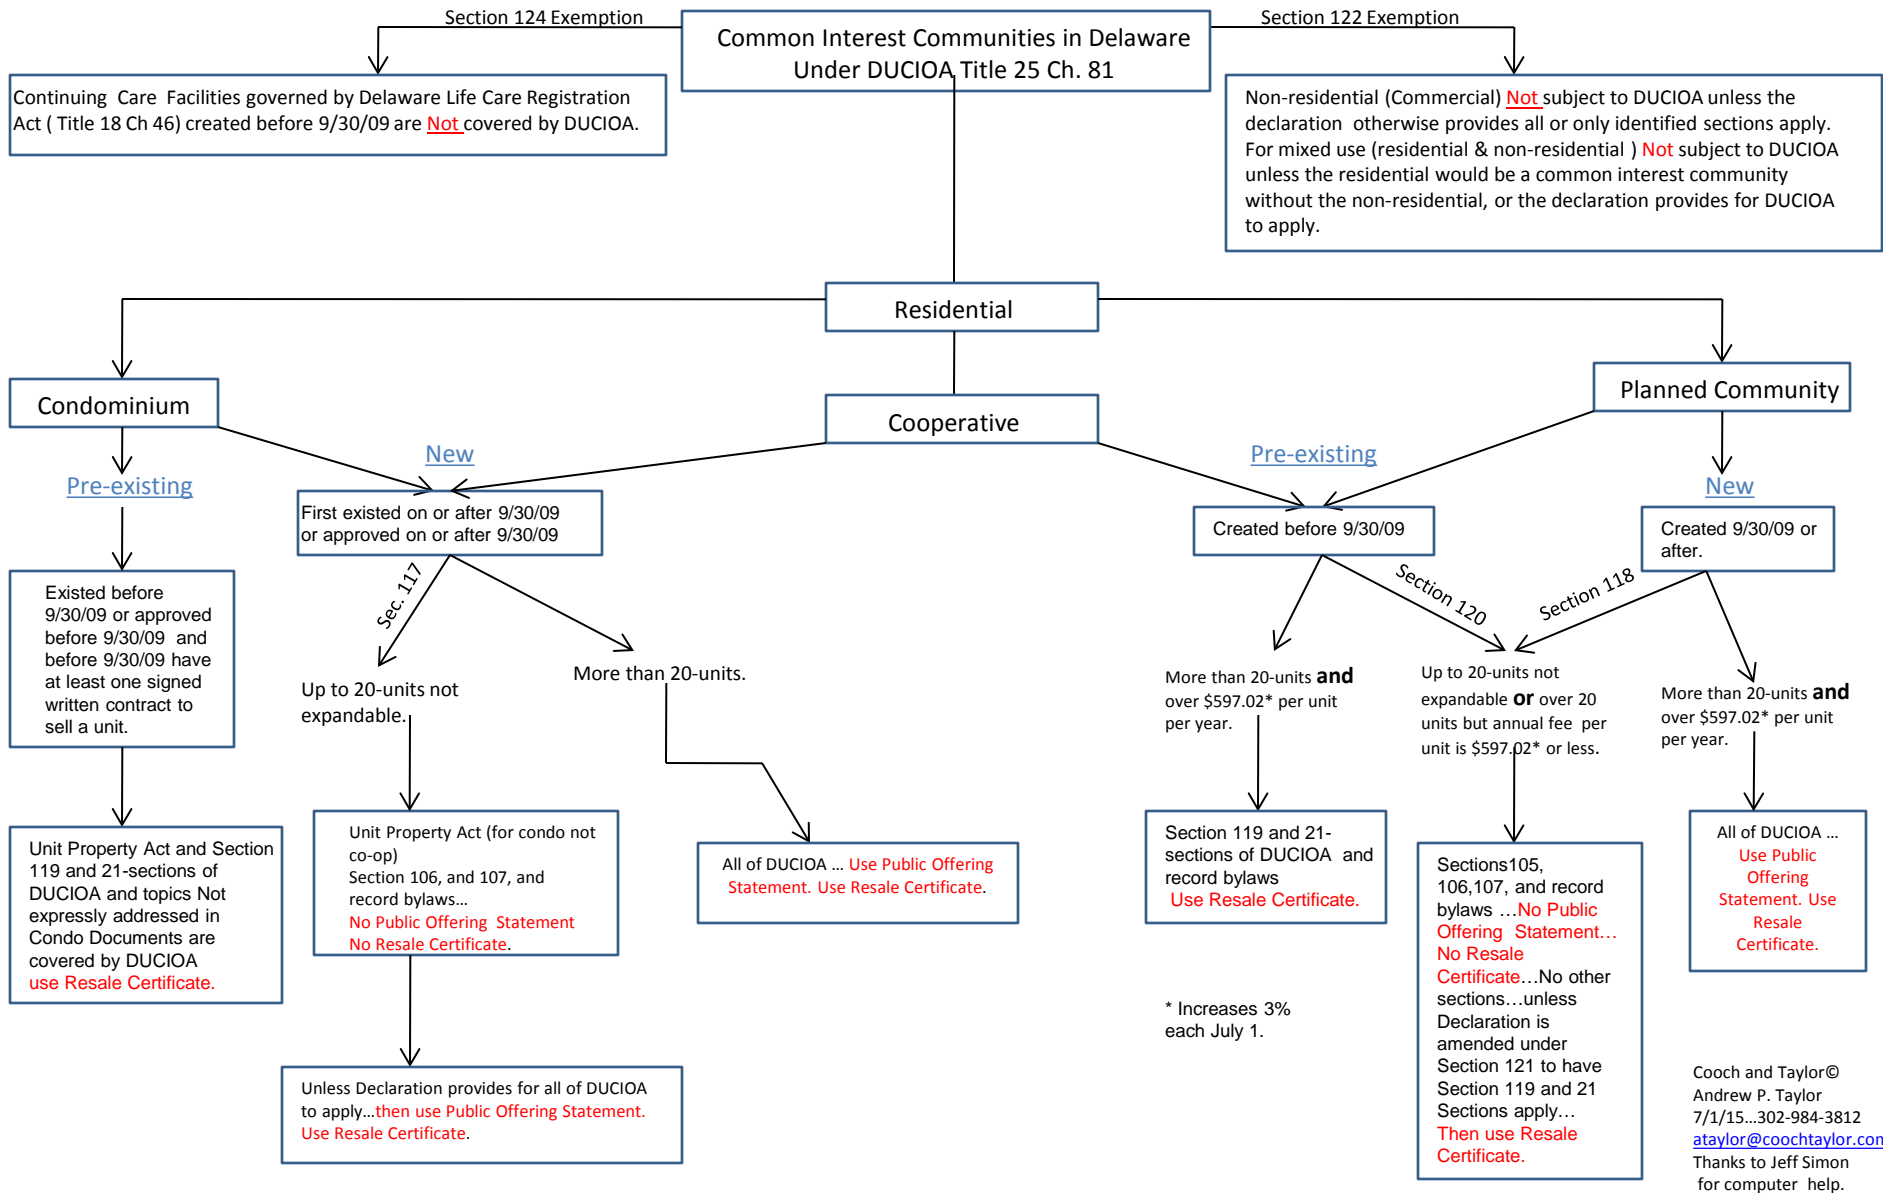 Section 124 Exemption
Common Interest Communities in Delaware
Under DUCIOA Title 25 Ch. 81
Section 122 Exemption
Continuing Care Facilities governed by Delaware Life Care Registration
Act ( Title 18 Ch 46) created before 9/30/09 are Not covered by DUCIOA.
Non-residential (Commercial) Not subject to DUCIOA unless the
declaration otherwise provides all or only identified sections apply.
For mixed use (residential & non-residential ) Not subject to DUCIOA
unless the residential would be a common interest community
without the non-residential, or the declaration provides for DUCIOA
to apply.
Residential
Condominium
Cooperative
Planned Community
Pre-existing
New
Pre-existing
New
First existed on or after 9/30/09
or approved on or after 9/30/09
Created before 9/30/09
Created 9/30/09 or
after.
Existed before
9/30/09 or approved
before 9/30/09 and
before 9/30/09 have
at least one signed
written contract to
sell a unit.
Sec. 117
Section 120
Section 118
Up to 20-units not
expandable.
More than 20-units.
More than 20-units and
over $597.02* per unit
per year.
Up to 20-units not
expandable or over 20
units but annual fee per
unit is $597.02* or less.
More than 20-units and
over $597.02* per unit
per year.
Unit Property Act and Section
119 and 21-sections of
DUCIOA and topics Not
expressly addressed in
Condo Documents are
covered by DUCIOA
use Resale Certificate.
Unit Property Act (for condo not
co-op)
Section 106, and 107, and
record bylaws…
No Public Offering Statement
No Resale Certificate.
All of DUCIOA … Use Public Offering
Statement. Use Resale Certificate.
Section 119 and 21-
sections of DUCIOA and
record bylaws
Use Resale Certificate.
Sections105,
106,107, and record
bylaws …No Public
Offering Statement…
No Resale
Certificate…No other
sections…unless
Declaration is
amended under
Section 121 to have
Section 119 and 21
Sections apply…
Then use Resale
Certificate.
All of DUCIOA …
Use Public
Offering
Statement. Use
Resale
Certificate.
* Increases 3%
each July 1.
Unless Declaration provides for all of DUCIOA
to apply…then use Public Offering Statement.
Use Resale Certificate.
Cooch and Taylor©
Andrew P. Taylor
7/1/15…302-984-3812
ataylor@coochtaylor.com
Thanks to Jeff Simon
for computer help.